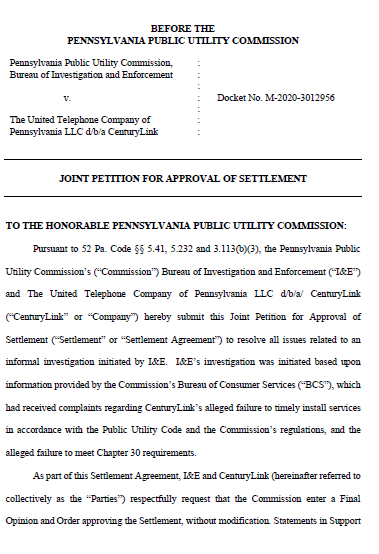 BEFORE THE
PENNSYLVANIA PUBLIC UTILITY COMMISSION
Pennsylvania Public Utility Commission, :
Bureau of Investigation and Enforcement :
:
v. : Docket No. M-2020-3012956
:
The United Telephone Company of :
Pennsylvania LLC d/b/a CenturyLink :
JOINT PETITION FOR APPROVAL OF SETTLEMENT
TO THE HONORABLE PENNSYLVANIA PUBLIC UTILITY COMMISSION:
Pursuant to 52 Pa. Code §§ 5.41, 5.232 and 3.113(b)(3), the Pennsylvania Public
Utility Commission's ("Commission") Bureau of Investigation and Enforcement ("I&E")
and The United Telephone Company of Pennsylvania LLC d/b/a/ CenturyLink
("CenturyLink" or "Company") hereby submit this Joint Petition for Approval of
Settlement ("Settlement" or "Settlement Agreement") to resolve all issues related to an
informal investigation initiated by I&E. I&E's investigation was initiated based upon
information provided by the Commission's Bureau of Consumer Services ("BCS"), which
had received complaints regarding CenturyLink's alleged failure to timely install services
in accordance with the Public Utility Code and the Commission's regulations, and the
alleged failure to meet Chapter 30 requirements.
As part of this Settlement Agreement, I&E and CenturyLink (hereinafter referred to
collectively as the "Parties") respectfully request that the Commission enter a Final
Opinion and Order approving the Settlement, without modification. Statements in Support